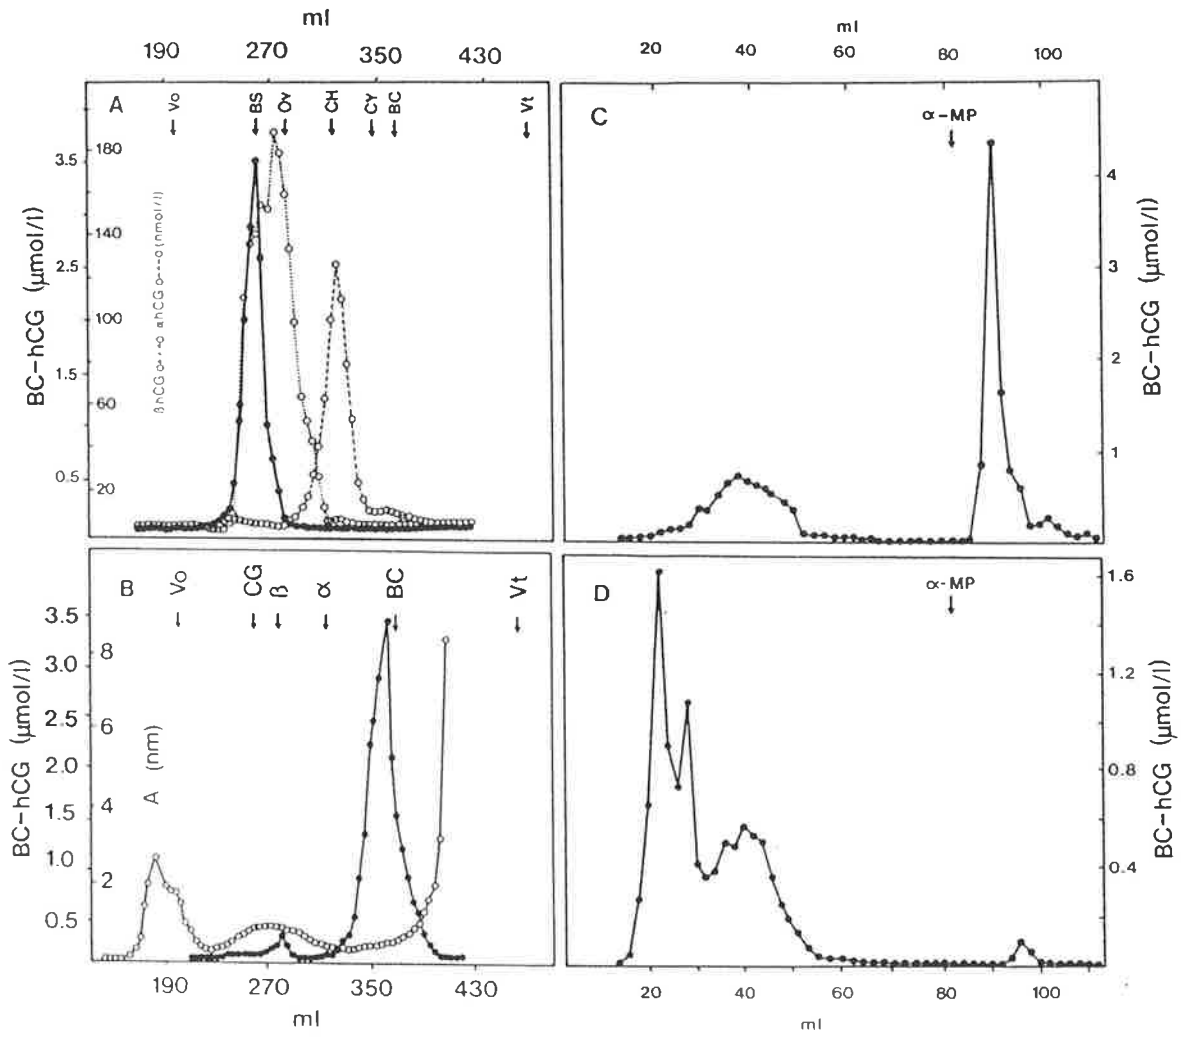 ml
190 270 350 430
A
Vo BS Ov CH CY BC Vt
BC-hCG (μmol/l)
3.5
2.5
1.5
0.5
180
140
100
60
20
βhCG o···o αhCG o---o (nmol/l)
ml
20 40 60 80 100
C
α-MP
4
3
2
1
BC-hCG (μmol/l)
B
Vo CG β α BC Vt
BC-hCG (μmol/l)
3.5
3.0
2.5
2.0
1.5
1.0
0.5
8
6
4
2
A (nm)
190 270 350 430
ml
D
α-MP
1.6
1.2
0.8
0.4
BC-hCG (μmol/l)
20 40 60 80 100
ml